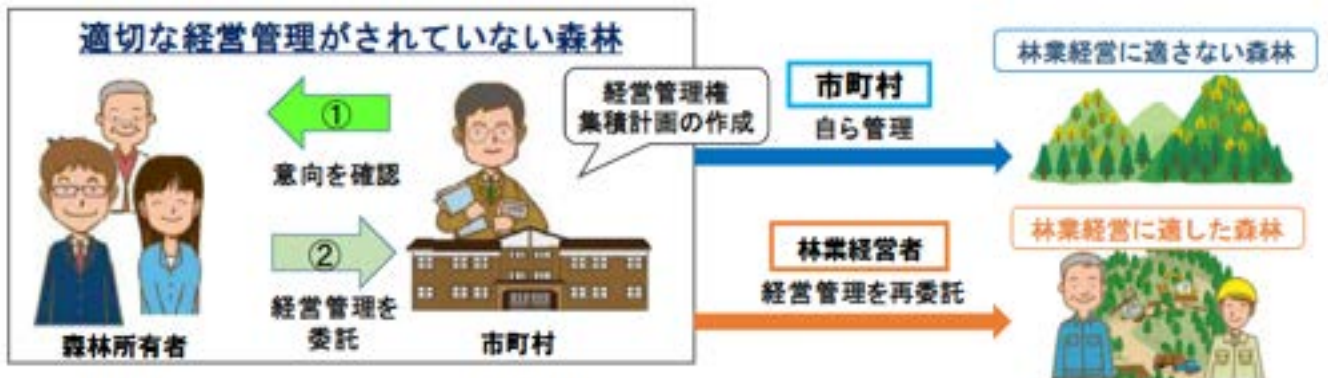 適切な経営管理がされていない森林
①
意向を確認
②
経営管理を
委託
森林所有者
市町村
経営管理権
集積計画の作成
市町村
自ら管理
林業経営に適さない森林
林業経営者
経営管理を再委託
林業経営に適した森林